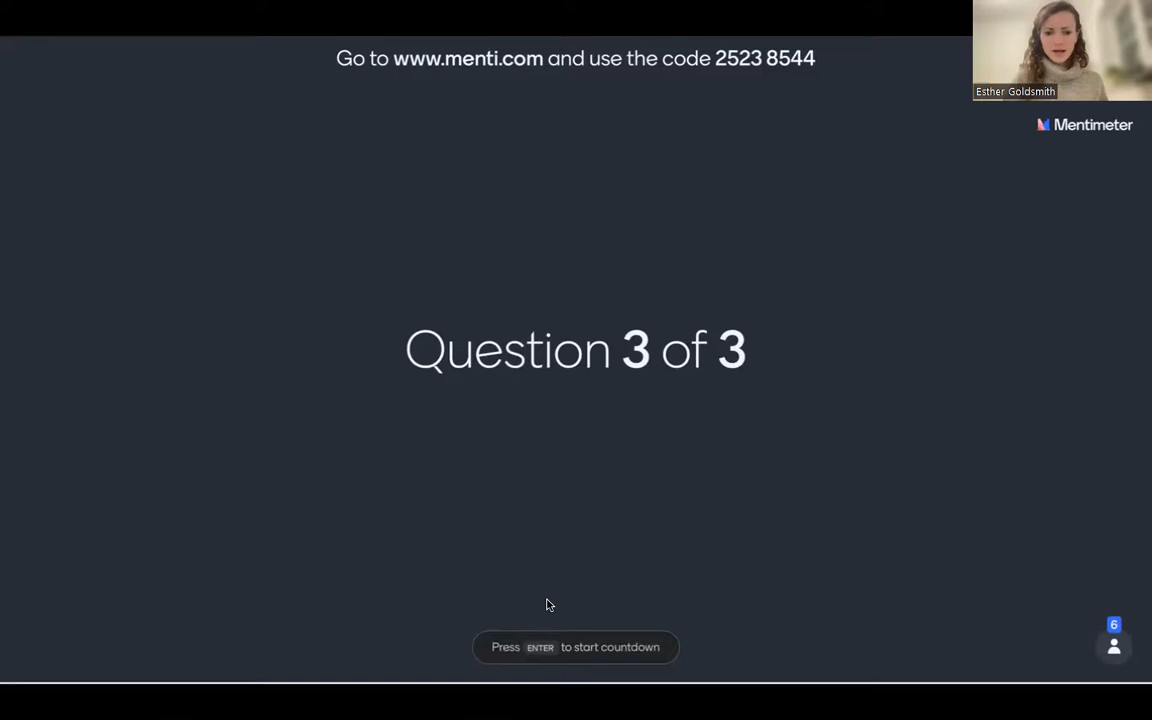 Go to www.menti.com and use the code 2523 8544
Esther Goldsmith
Mentimeter
Question 3 of 3
6
Press ENTER to start countdown